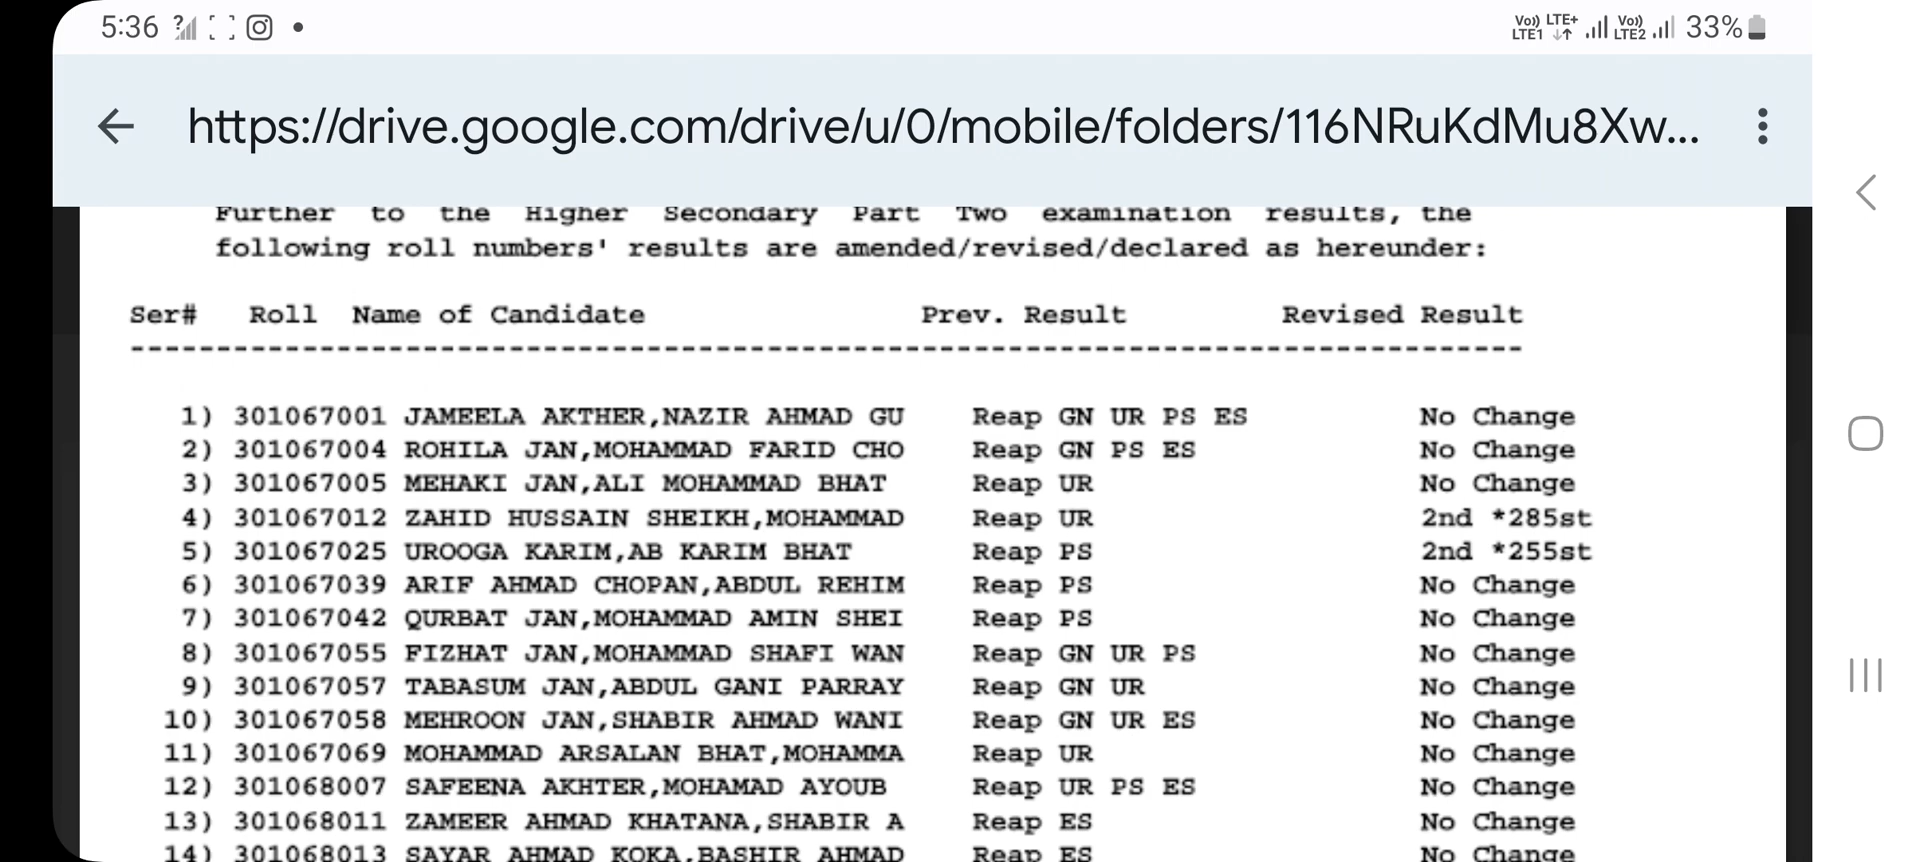 5:36
Vo)) LTE1 LTE+ Vo)) LTE2 33%
https://drive.google.com/drive/u/0/mobile/folders/116NRuKdMu8Xw...
Further to the Higher Secondary Part Two examination results, the
following roll numbers' results are amended/revised/declared as hereunder:
Ser# Roll Name of Candidate Prev. Result Revised Result
--------------------------------------------------------------------------------
1) 301067001 JAMEELA AKTHER,NAZIR AHMAD GU Reap GN UR PS ES No Change
2) 301067004 ROHILA JAN,MOHAMMAD FARID CHO Reap GN PS ES No Change
3) 301067005 MEHAKI JAN,ALI MOHAMMAD BHAT Reap UR No Change
4) 301067012 ZAHID HUSSAIN SHEIKH,MOHAMMAD Reap UR 2nd *285st
5) 301067025 UROOGA KARIM,AB KARIM BHAT Reap PS 2nd *255st
6) 301067039 ARIF AHMAD CHOPAN,ABDUL REHIM Reap PS No Change
7) 301067042 QURBAT JAN,MOHAMMAD AMIN SHEI Reap PS No Change
8) 301067055 FIZHAT JAN,MOHAMMAD SHAFI WAN Reap GN UR PS No Change
9) 301067057 TABASUM JAN,ABDUL GANI PARRAY Reap GN UR No Change
10) 301067058 MEHROON JAN,SHABIR AHMAD WANI Reap GN UR ES No Change
11) 301067069 MOHAMMAD ARSALAN BHAT,MOHAMMA Reap UR No Change
12) 301068007 SAFEENA AKHTER,MOHAMAD AYOUB Reap UR PS ES No Change
13) 301068011 ZAMEER AHMAD KHATANA,SHABIR A Reap ES No Change
14) 301068013 SAYAR AHMAD KOKA,BASHIR AHMAD Reap ES No Change